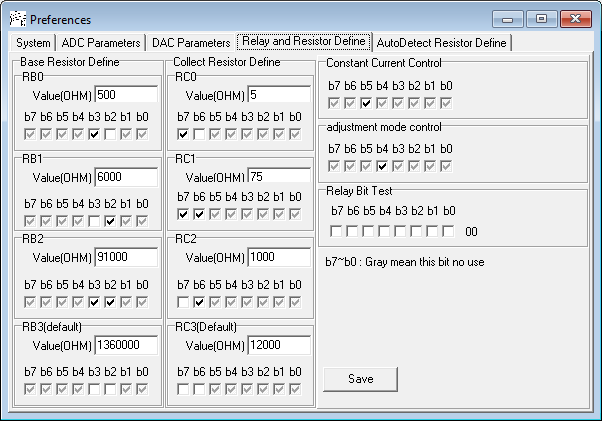 Preferences
System ADC Parameters DAC Parameters Relay and Resistor Define AutoDetect Resistor Define
Base Resistor Define
RB0
Value(OHM) 500
b7 b6 b5 b4 b3 b2 b1 b0
RB1
Value(OHM) 6000
b7 b6 b5 b4 b3 b2 b1 b0
RB2
Value(OHM) 91000
b7 b6 b5 b4 b3 b2 b1 b0
RB3(default)
Value(OHM) 1360000
b7 b6 b5 b4 b3 b2 b1 b0
Collect Resistor Define
RC0
Value(OHM) 5
b7 b6 b5 b4 b3 b2 b1 b0
RC1
Value(OHM) 75
b7 b6 b5 b4 b3 b2 b1 b0
RC2
Value(OHM) 1000
b7 b6 b5 b4 b3 b2 b1 b0
RC3(Default)
Value(OHM) 12000
b7 b6 b5 b4 b3 b2 b1 b0
Constant Current Control
b7 b6 b5 b4 b3 b2 b1 b0
adjustment mode control
b7 b6 b5 b4 b3 b2 b1 b0
Relay Bit Test
b7 b6 b5 b4 b3 b2 b1 b0
00
b7~b0 : Gray mean this bit no use
Save